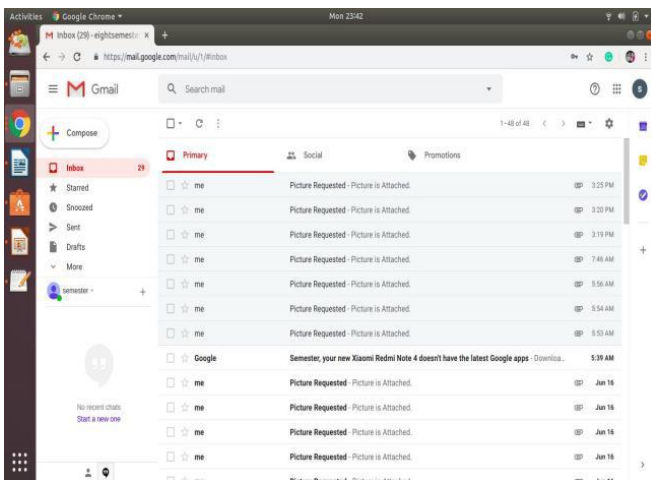 Activities Google Chrome Mon 23:42
Inbox (29) - eightsemeste
https://mail.google.com/mail/u/1/#inbox
Gmail Search mail
Compose 1–48 of 48
Primary Social Promotions
Inbox 29
Starred
Snoozed
Sent
Drafts
More
semester
No recent chats
Start a new one
me Picture Requested - Picture is Attached. 3:25 PM
me Picture Requested - Picture is Attached. 3:20 PM
me Picture Requested - Picture is Attached. 3:19 PM
me Picture Requested - Picture is Attached. 7:46 AM
me Picture Requested - Picture is Attached. 5:56 AM
me Picture Requested - Picture is Attached. 5:54 AM
me Picture Requested - Picture is Attached. 5:53 AM
Google Semester, your new Xiaomi Redmi Note 4 doesn't have the latest Google apps - Downloa... 5:39 AM
me Picture Requested - Picture is Attached. Jun 16
me Picture Requested - Picture is Attached. Jun 16
me Picture Requested - Picture is Attached. Jun 16
me Picture Requested - Picture is Attached. Jun 16